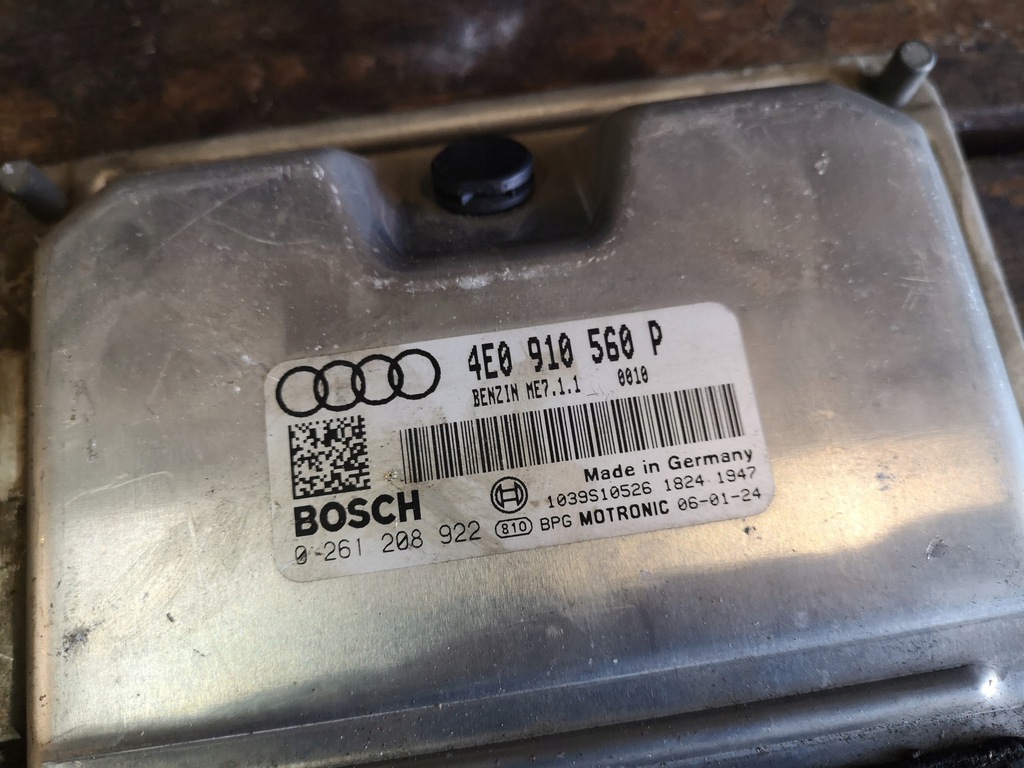 4E0 910 560 P
BENZIN ME7.1.1 0010
Made in Germany
BOSCH 1039S10526 1824 1947
0 261 208 922 810 BPG MOTRONIC 06-01-24